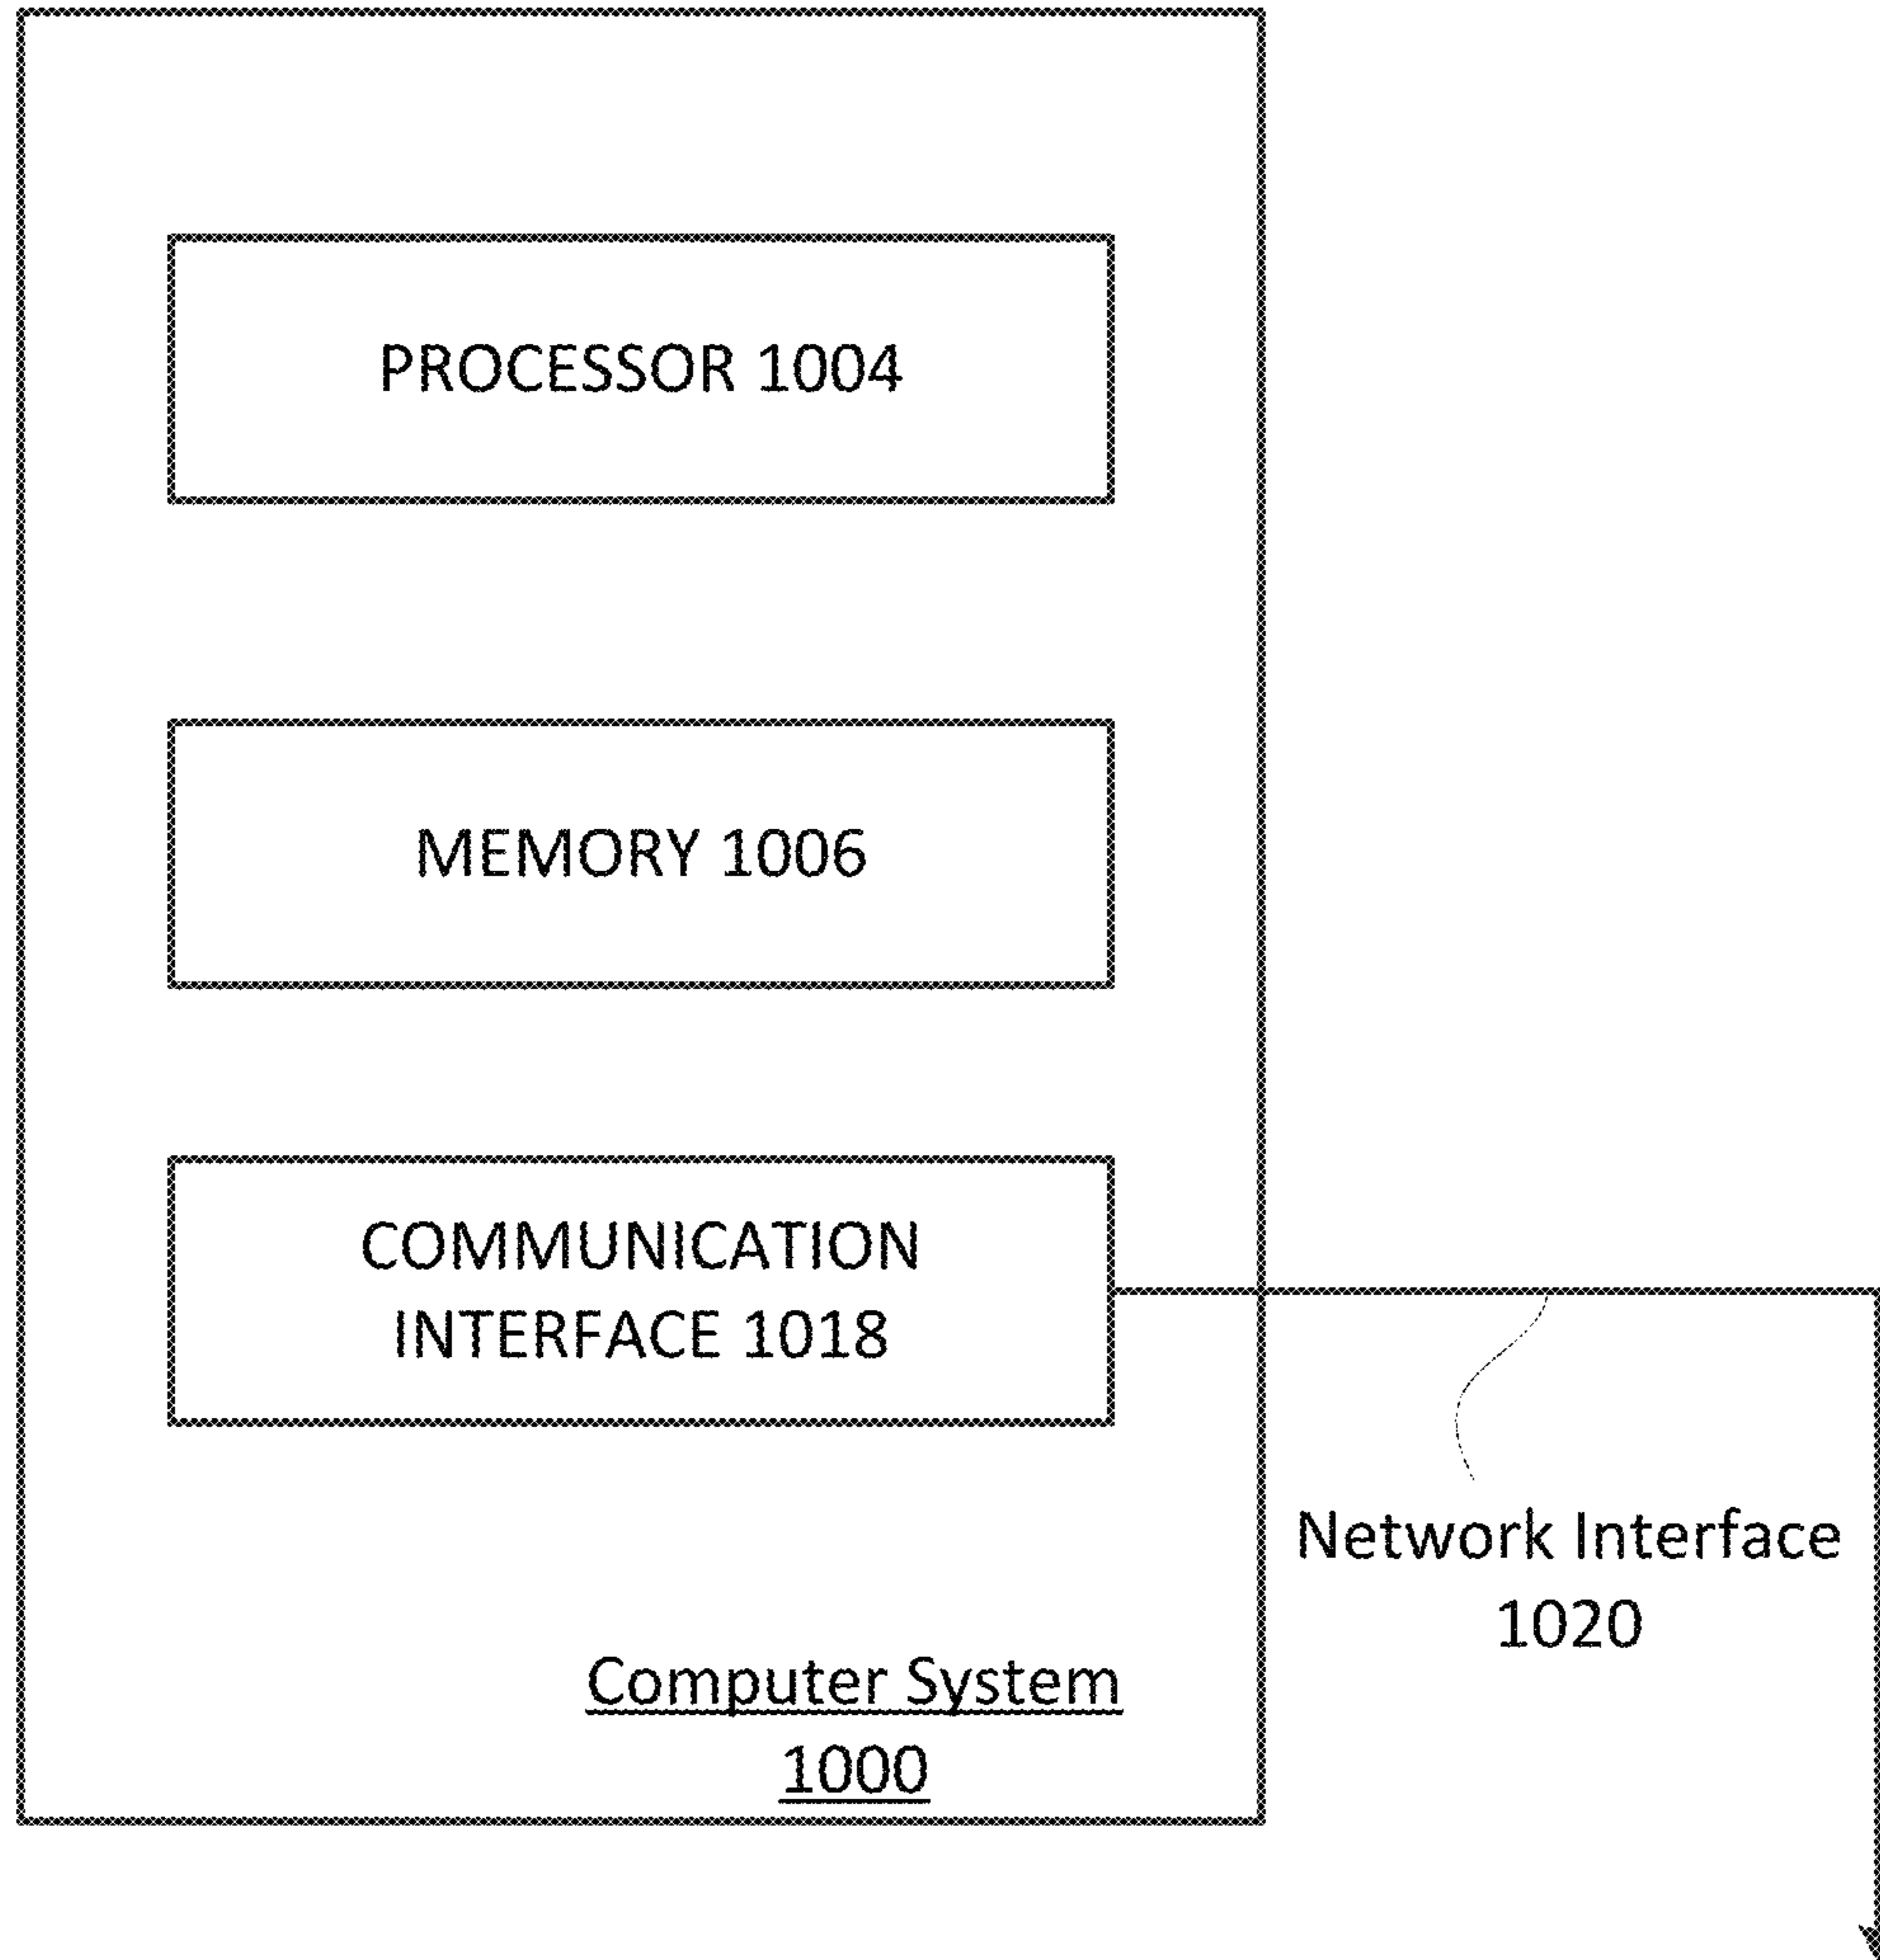 PROCESSOR 1004
MEMORY 1006
COMMUNICATION
INTERFACE 1018
Network Interface
1020
Computer System
1000